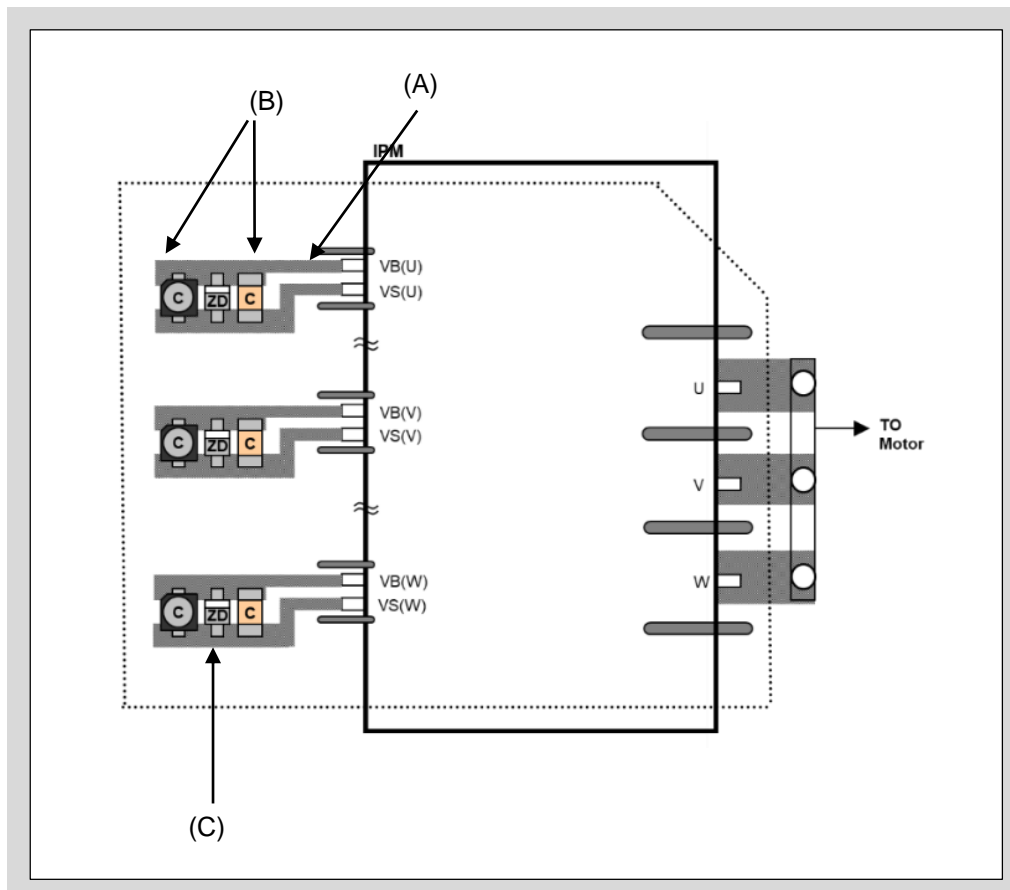 (A)
(B)
IPM
VB(U)
C ZD C
VS(U)
U
VB(V)
TO
Motor
C ZD C
VS(V)
V
W
VB(W)
C ZD C
VS(W)
(C)